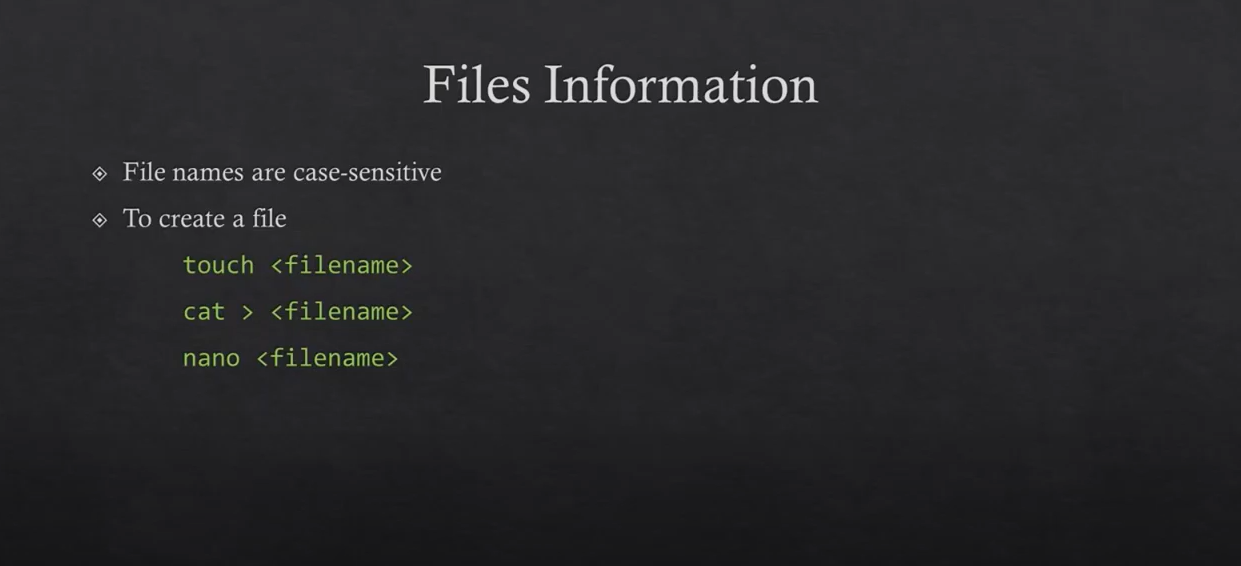 Files Information
File names are case-sensitive
To create a file
touch <filename>
cat > <filename>
nano <filename>